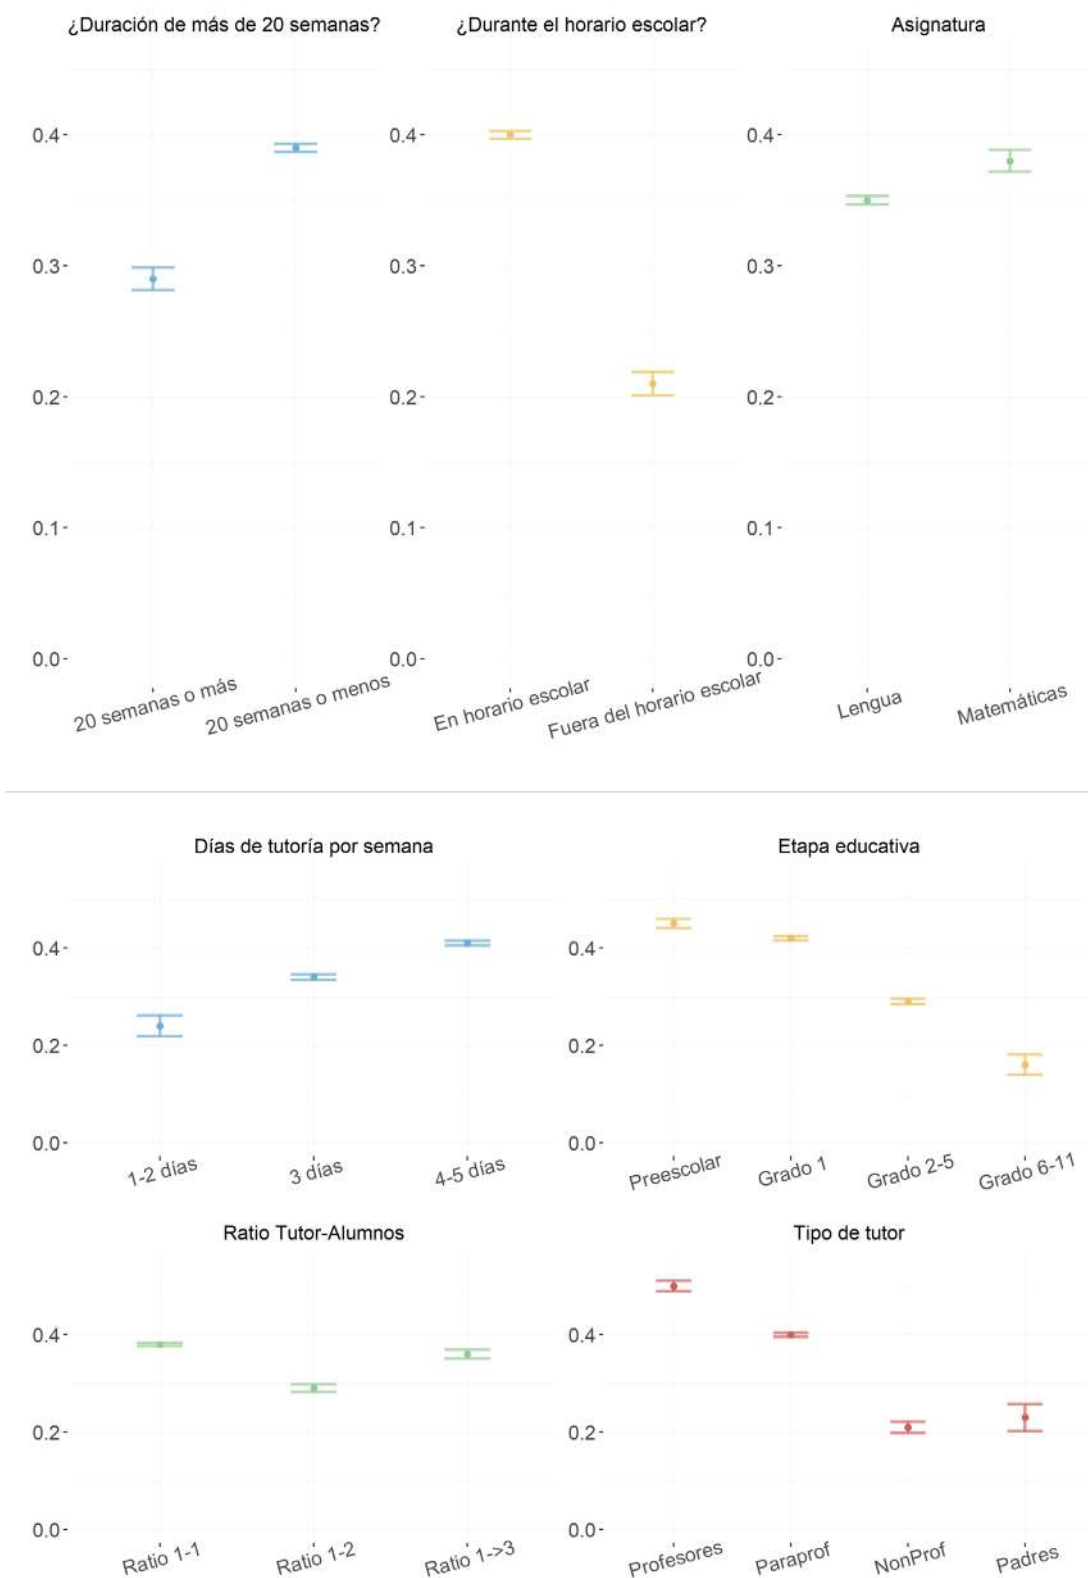 ¿Duración de más de 20 semanas?
¿Durante el horario escolar?
Asignatura
0.4
0.3
0.2
0.1
0.0
20 semanas o más
20 semanas o menos
0.4
0.3
0.2
0.1
0.0
En horario escolar
Fuera del horario escolar
0.4
0.3
0.2
0.1
0.0
Lengua
Matemáticas
Días de tutoría por semana
0.4
0.2
0.0
1-2 días
3 días
4-5 días
Etapa educativa
0.4
0.2
0.0
Preescolar
Grado 1
Grado 2-5
Grado 6-11
Ratio Tutor-Alumnos
0.4
0.2
0.0
Ratio 1-1
Ratio 1-2
Ratio 1->3
Tipo de tutor
0.4
0.2
0.0
Profesores
Paraprof
NonProf
Padres